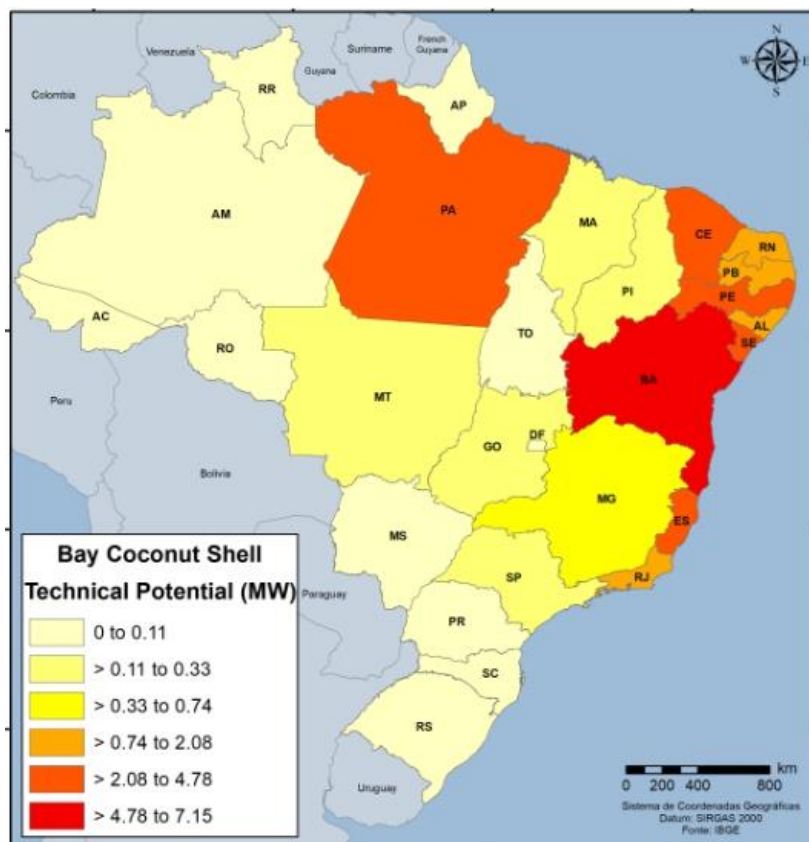 N
W
E
S
Venezuela
Suriname
French
Guyana
Guyana
Colombia
RR
AP
AM
PA
MA
CE
RN
PB
PI
PE
AC
AL
TO
SE
RO
BA
Peru
MT
DF
GO
Bolivia
MG
MS
ES
SP
RJ
Paraguay
PR
SC
RS
Uruguay
Bay Coconut Shell
Technical Potential (MW)
0 to 0.11
> 0.11 to 0.33
> 0.33 to 0.74
> 0.74 to 2.08
> 2.08 to 4.78
> 4.78 to 7.15
km
0 200 400 800
Sistema de Coordenadas Geográficas
Datum: SIRGAS 2000
Fonte: IBGE